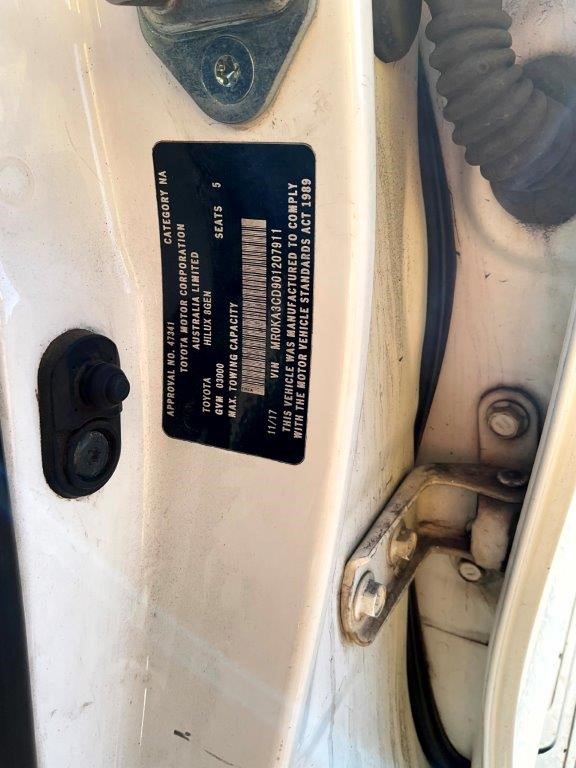 APPROVAL NO. 47341 CATEGORY NA
TOYOTA MOTOR CORPORATION
AUSTRALIA LIMITED
TOYOTA HILUX 8GEN
GVM 03000 SEATS 5
MAX. TOWING CAPACITY
11/17 VIN MR0KA3CD901207911
THIS VEHICLE WAS MANUFACTURED TO COMPLY
WITH THE MOTOR VEHICLE STANDARDS ACT 1989